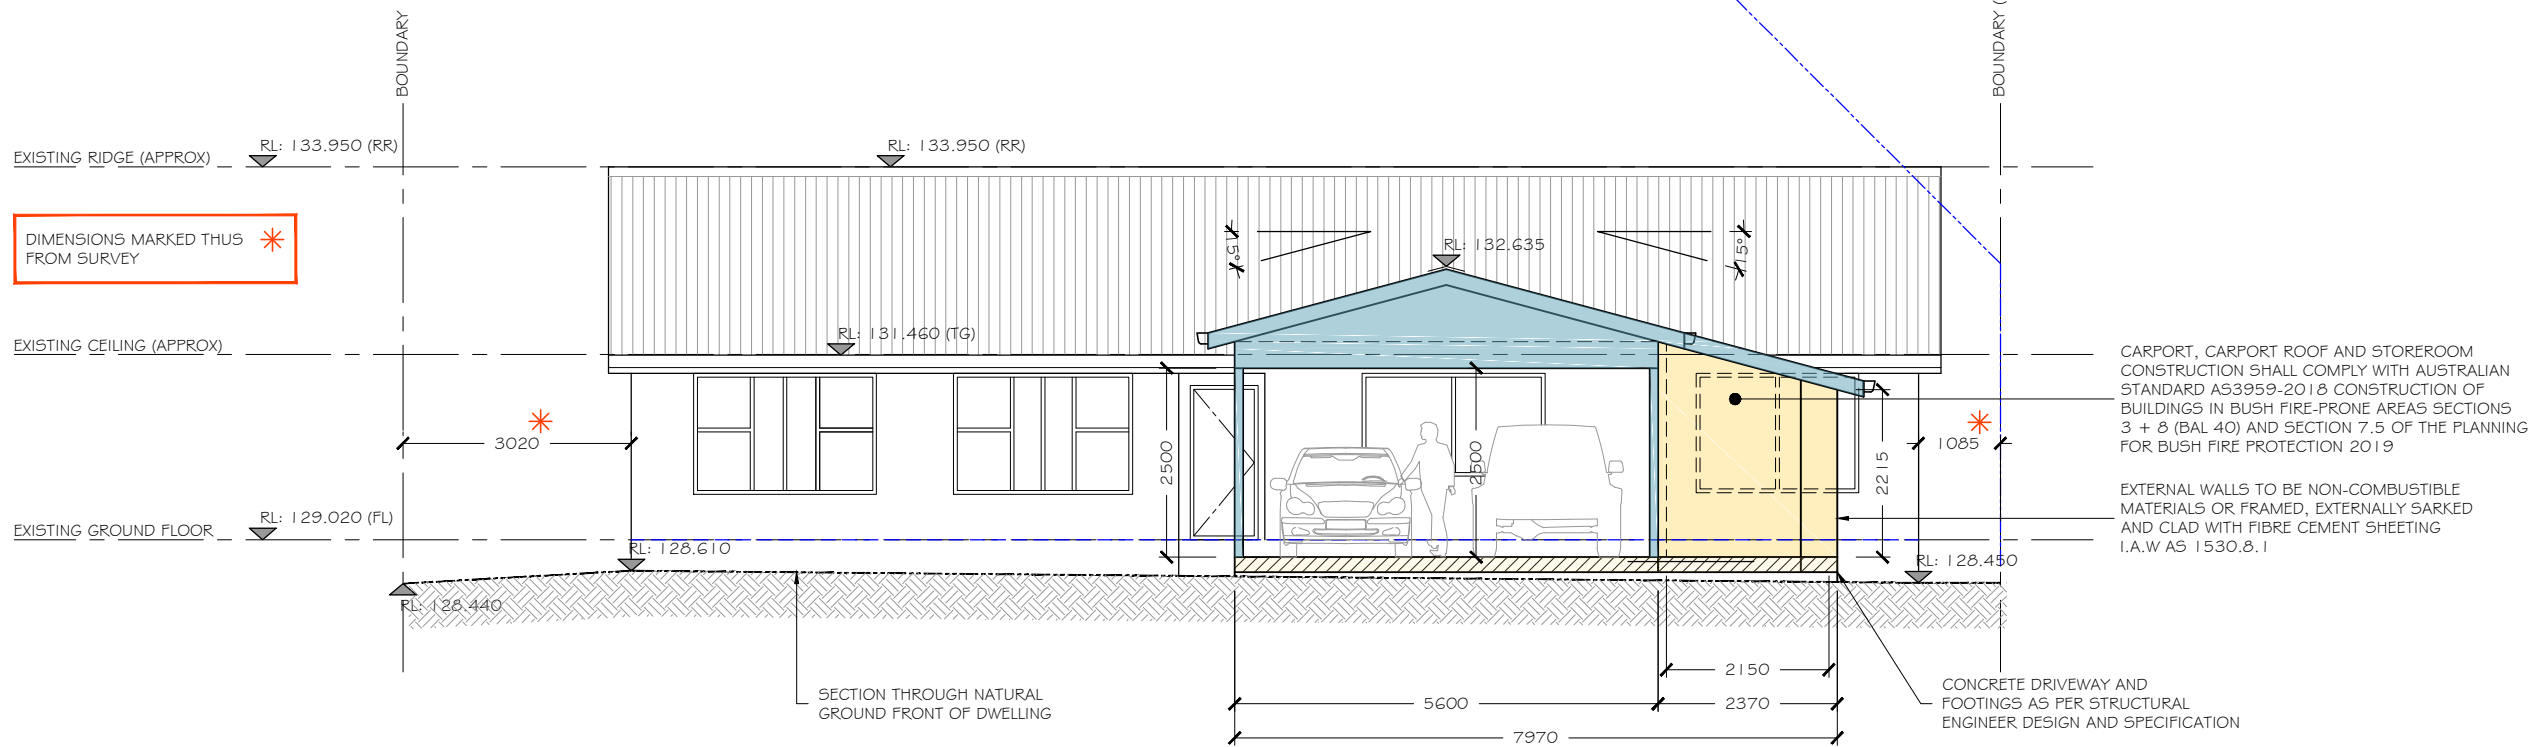 BOUNDARY
BOUNDARY (
EXISTING RIDGE (APPROX)
RL: 133.950 (RR)
RL: 133.950 (RR)
DIMENSIONS MARKED THUS
FROM SURVEY
15°
RL: 132.635
15°
EXISTING CEILING (APPROX)
RL: 131.460 (TG)
CARPORT, CARPORT ROOF AND STOREROOM
CONSTRUCTION SHALL COMPLY WITH AUSTRALIAN
STANDARD AS3959-2018 CONSTRUCTION OF
BUILDINGS IN BUSH FIRE-PRONE AREAS SECTIONS
3 + 8 (BAL 40) AND SECTION 7.5 OF THE PLANNING
FOR BUSH FIRE PROTECTION 2019
3020
2500
2500
2215
1085
EXTERNAL WALLS TO BE NON-COMBUSTIBLE
MATERIALS OR FRAMED, EXTERNALLY SARKED
AND CLAD WITH FIBRE CEMENT SHEETING
I.A.W AS 1530.8.1
EXISTING GROUND FLOOR
RL: 129.020 (FL)
RL: 128.610
RL: 128.450
RL: 128.440
SECTION THROUGH NATURAL
GROUND FRONT OF DWELLING
2150
5600
2370
7970
CONCRETE DRIVEWAY AND
FOOTINGS AS PER STRUCTURAL
ENGINEER DESIGN AND SPECIFICATION